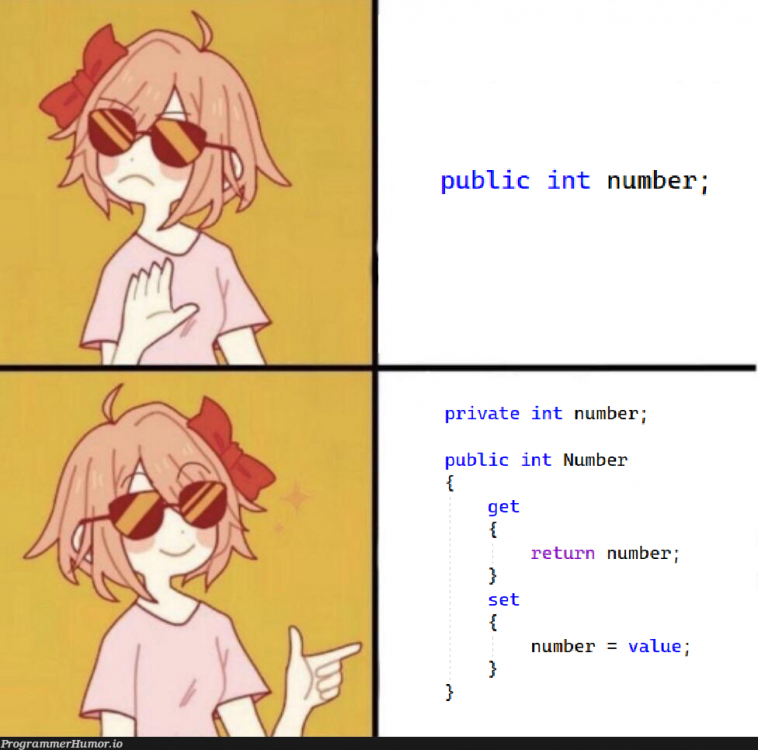 public int number;
private int number;
public int Number
{
get
{
return number;
}
set
{
number = value;
}
}
ProgrammerHumor.io